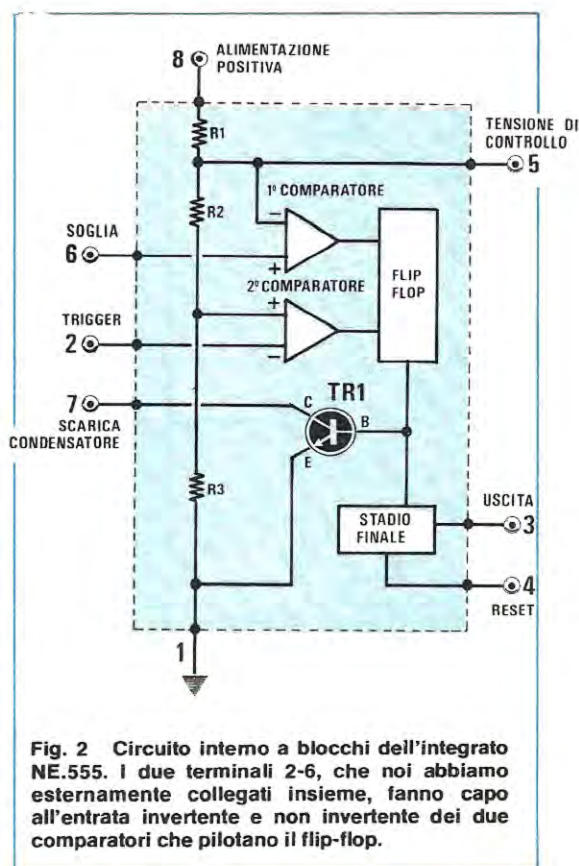 8
ALIMENTAZIONE
POSITIVA
R1
TENSIONE DI
CONTROLLO
5
1º COMPARATORE
R2
−
+
SOGLIA
6
FLIP
FLOP
2º COMPARATORE
+
−
TRIGGER
2
TR1
7
C
B
E
SCARICA
CONDENSATORE
R3
STADIO
FINALE
USCITA
3
4
RESET
1
Fig. 2 Circuito interno a blocchi dell'integrato
NE.555. I due terminali 2-6, che noi abbiamo
esternamente collegati insieme, fanno capo
all'entrata invertente e non invertente dei due
comparatori che pilotano il flip-flop.